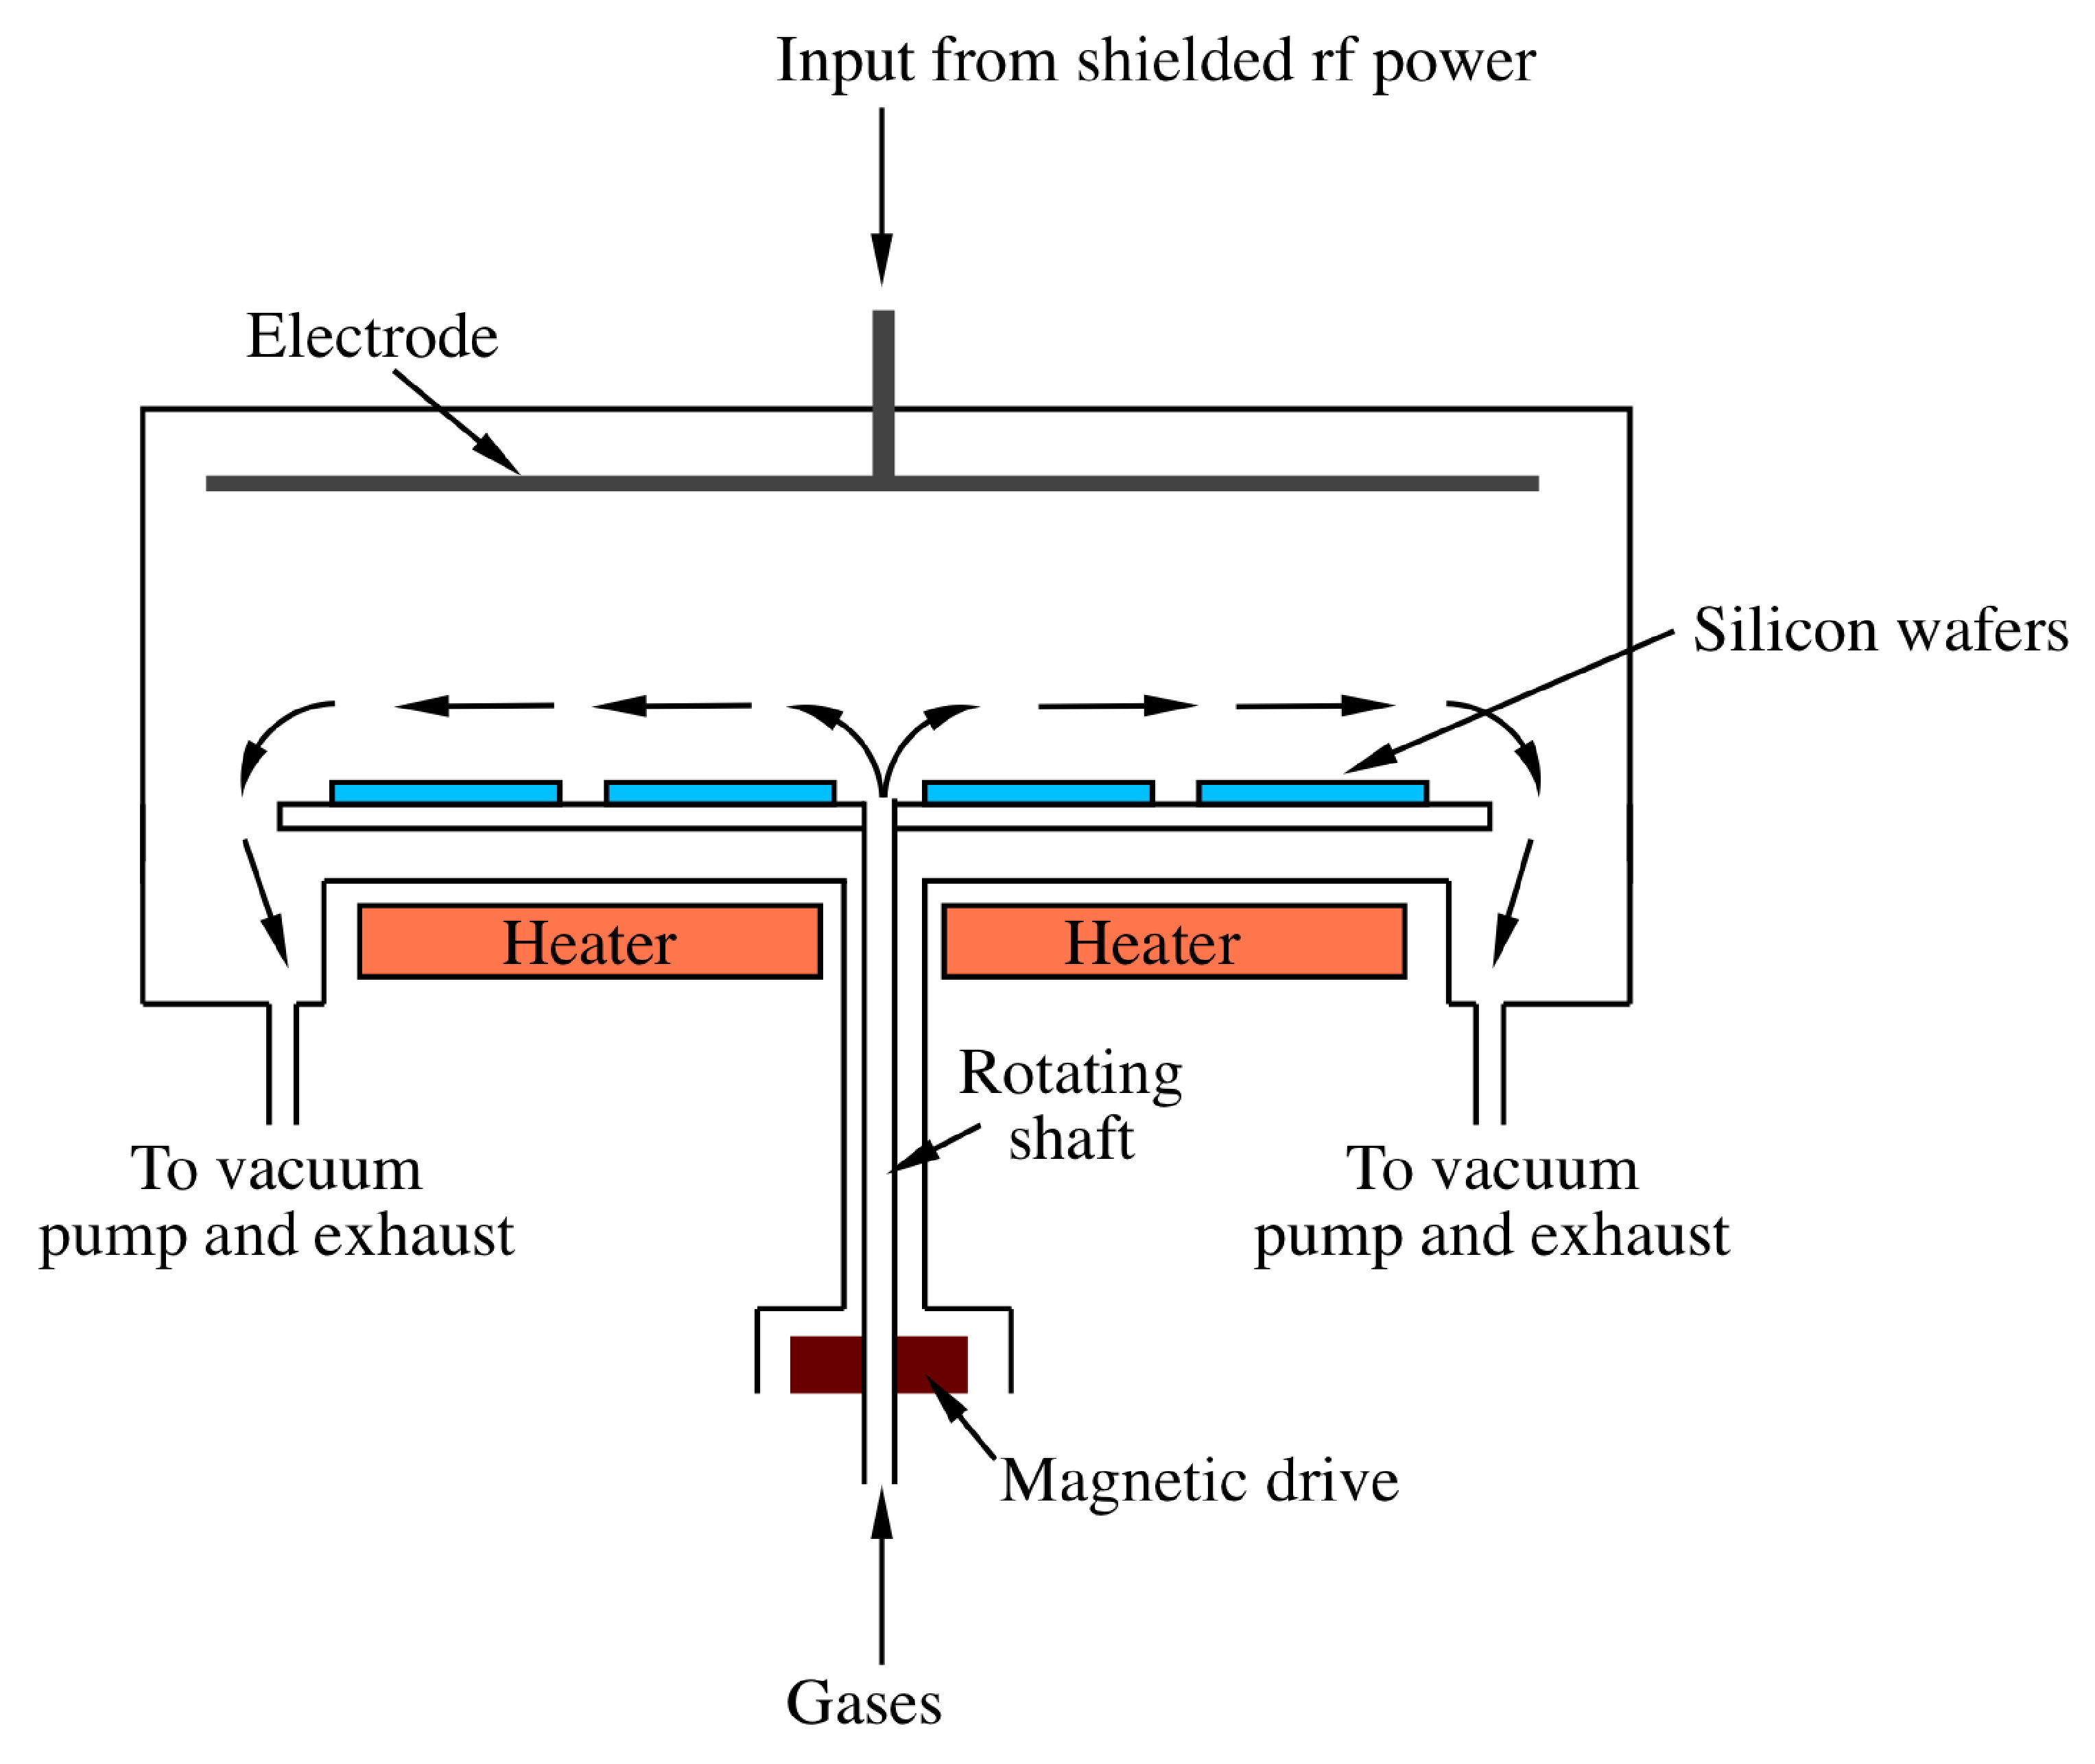 Input from shielded rf power
Electrode
Silicon wafers
Heater
Heater
Rotating
shaft
To vacuum
pump and exhaust
To vacuum
pump and exhaust
Magnetic drive
Gases